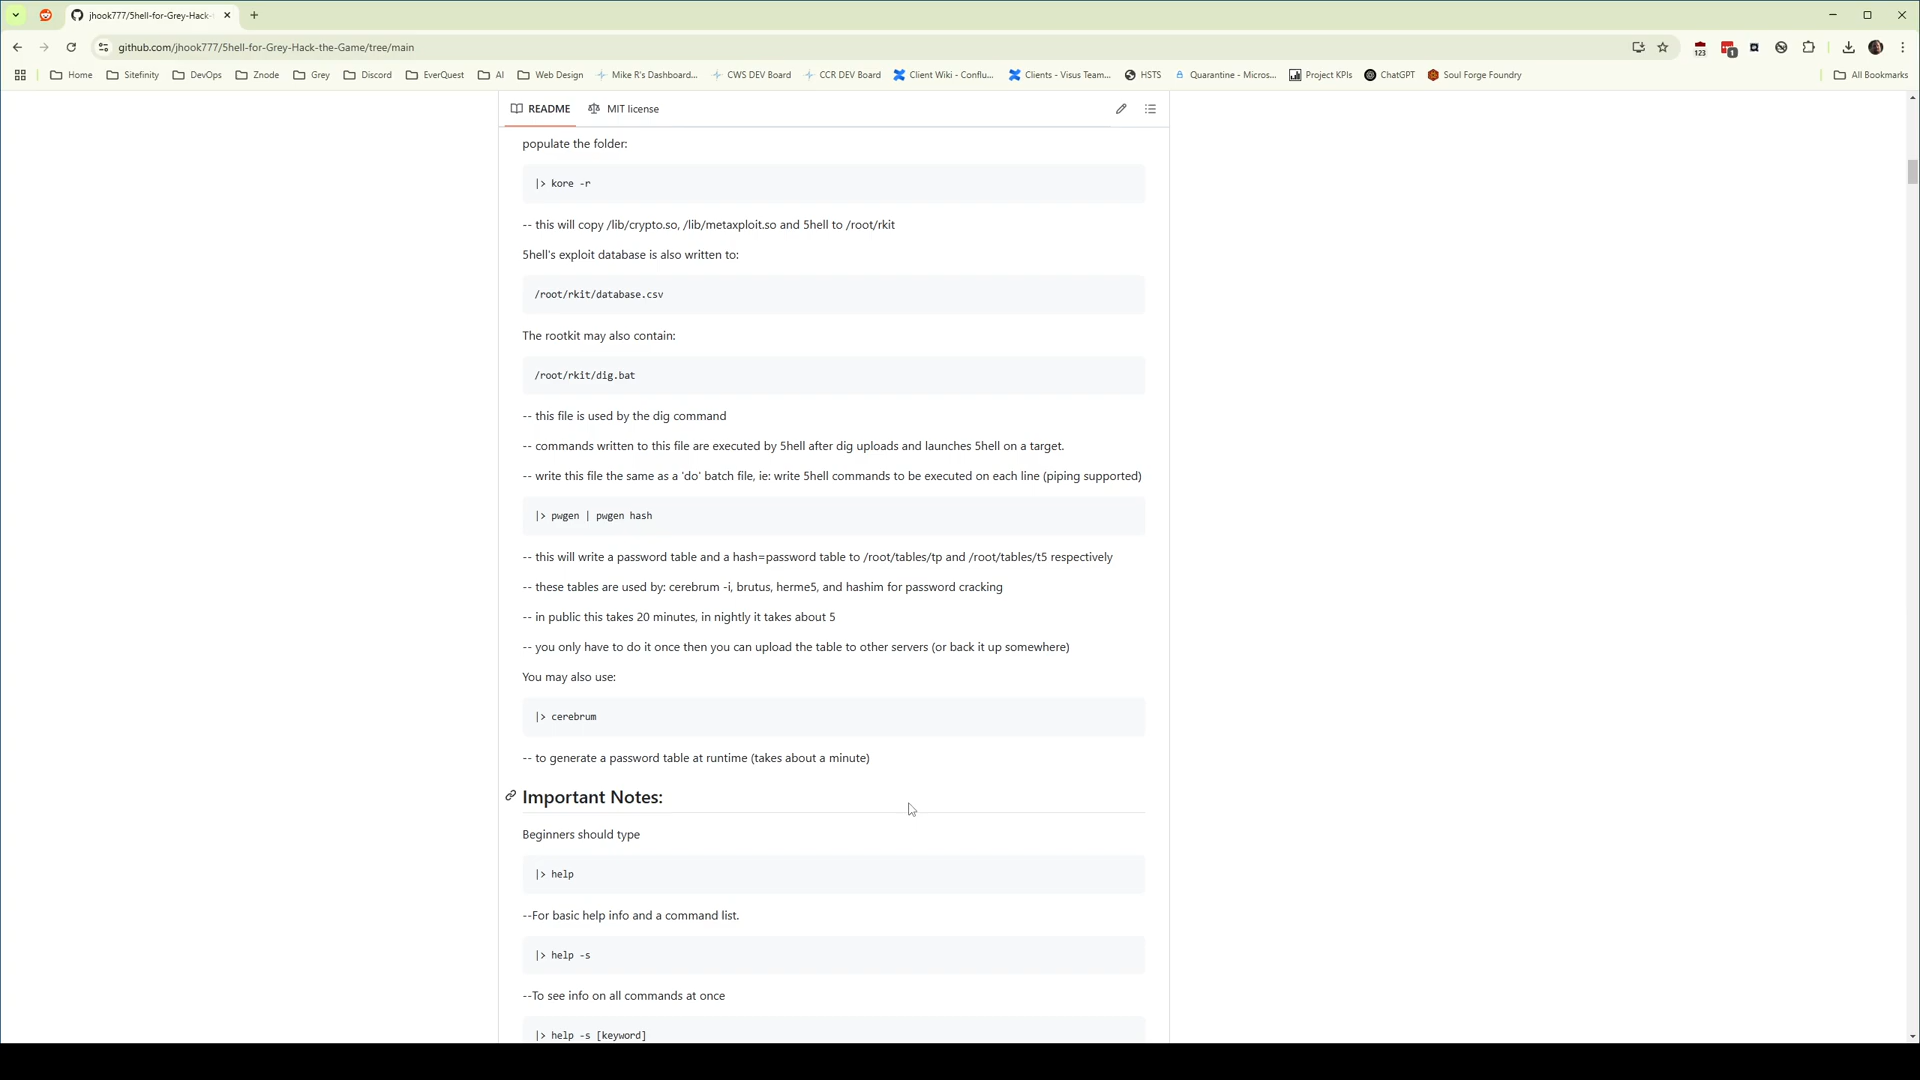 jhook777/5hell-for-Grey-Hack-
github.com/jhook777/5hell-for-Grey-Hack-the-Game/tree/main
123
1
Home
Sitefinity
DevOps
Znode
Grey
Discord
EverQuest
AI
Web Design
Mike R's Dashboard...
CWS DEV Board
CCR DEV Board
Client Wiki - Conflu...
Clients - Visus Team...
HSTS
Quarantine - Micros...
Project KPIs
ChatGPT
Soul Forge Foundry
All Bookmarks
README
MIT license
populate the folder:
|> kore -r
-- this will copy /lib/crypto.so, /lib/metaxploit.so and 5hell to /root/rkit
5hell's exploit database is also written to:
/root/rkit/database.csv
The rootkit may also contain:
/root/rkit/dig.bat
-- this file is used by the dig command
-- commands written to this file are executed by 5hell after dig uploads and launches 5hell on a target.
-- write this file the same as a 'do' batch file, ie: write 5hell commands to be executed on each line (piping supported)
|> pwgen | pwgen hash
-- this will write a password table and a hash=password table to /root/tables/tp and /root/tables/t5 respectively
-- these tables are used by: cerebrum -i, brutus, herme5, and hashim for password cracking
-- in public this takes 20 minutes, in nightly it takes about 5
-- you only have to do it once then you can upload the table to other servers (or back it up somewhere)
You may also use:
|> cerebrum
-- to generate a password table at runtime (takes about a minute)
Important Notes:
Beginners should type
|> help
--For basic help info and a command list.
|> help -s
--To see info on all commands at once
|> help -s [keyword]